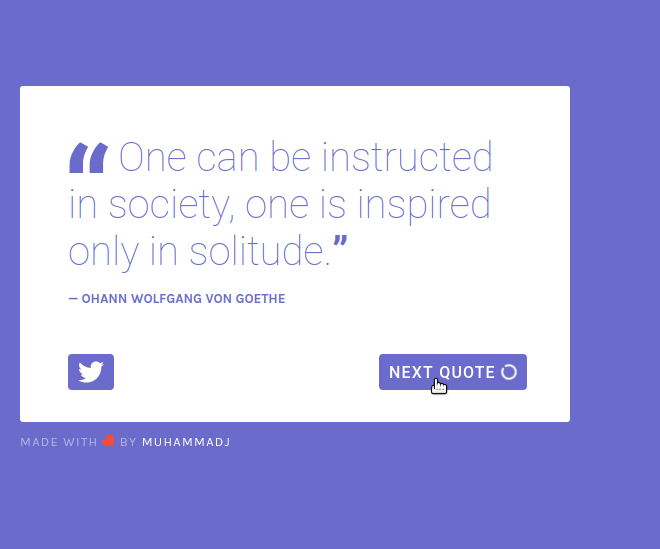 “ One can be instructed
in society, one is inspired
only in solitude.”
— OHANN WOLFGANG VON GOETHE
NEXT QUOTE
MADE WITH BY MUHAMMADJ